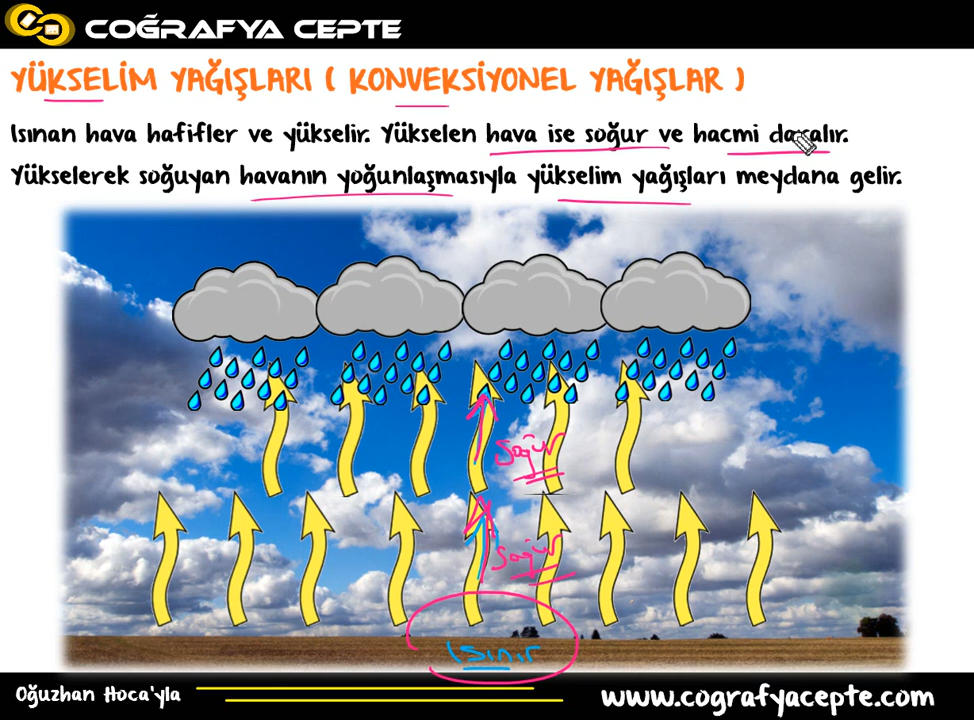 COĞRAFYA CEPTE
YÜKSELİM YAĞIŞLARI ( KONVEKSİYONEL YAĞIŞLAR )
Isınan hava hafifler ve yükselir. Yükselen hava ise soğur ve hacmi daralır.
Yükselerek soğuyan havanın yoğunlaşmasıyla yükselim yağışları meydana gelir.
Soğur
Soğur
Isınır
Oğuzhan Hoca'yla
www.cografyacepte.com